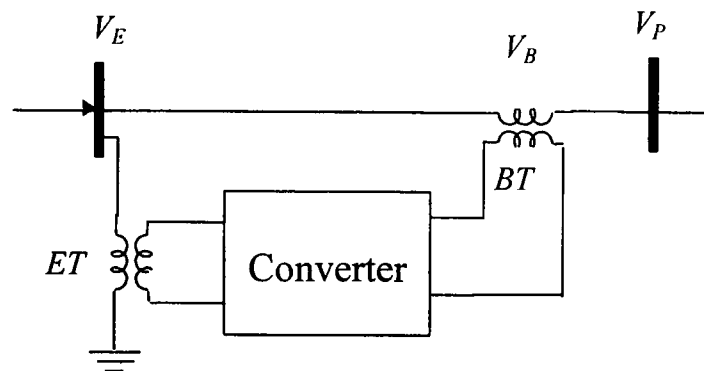 V_E
V_B
V_P
BT
ET
Converter